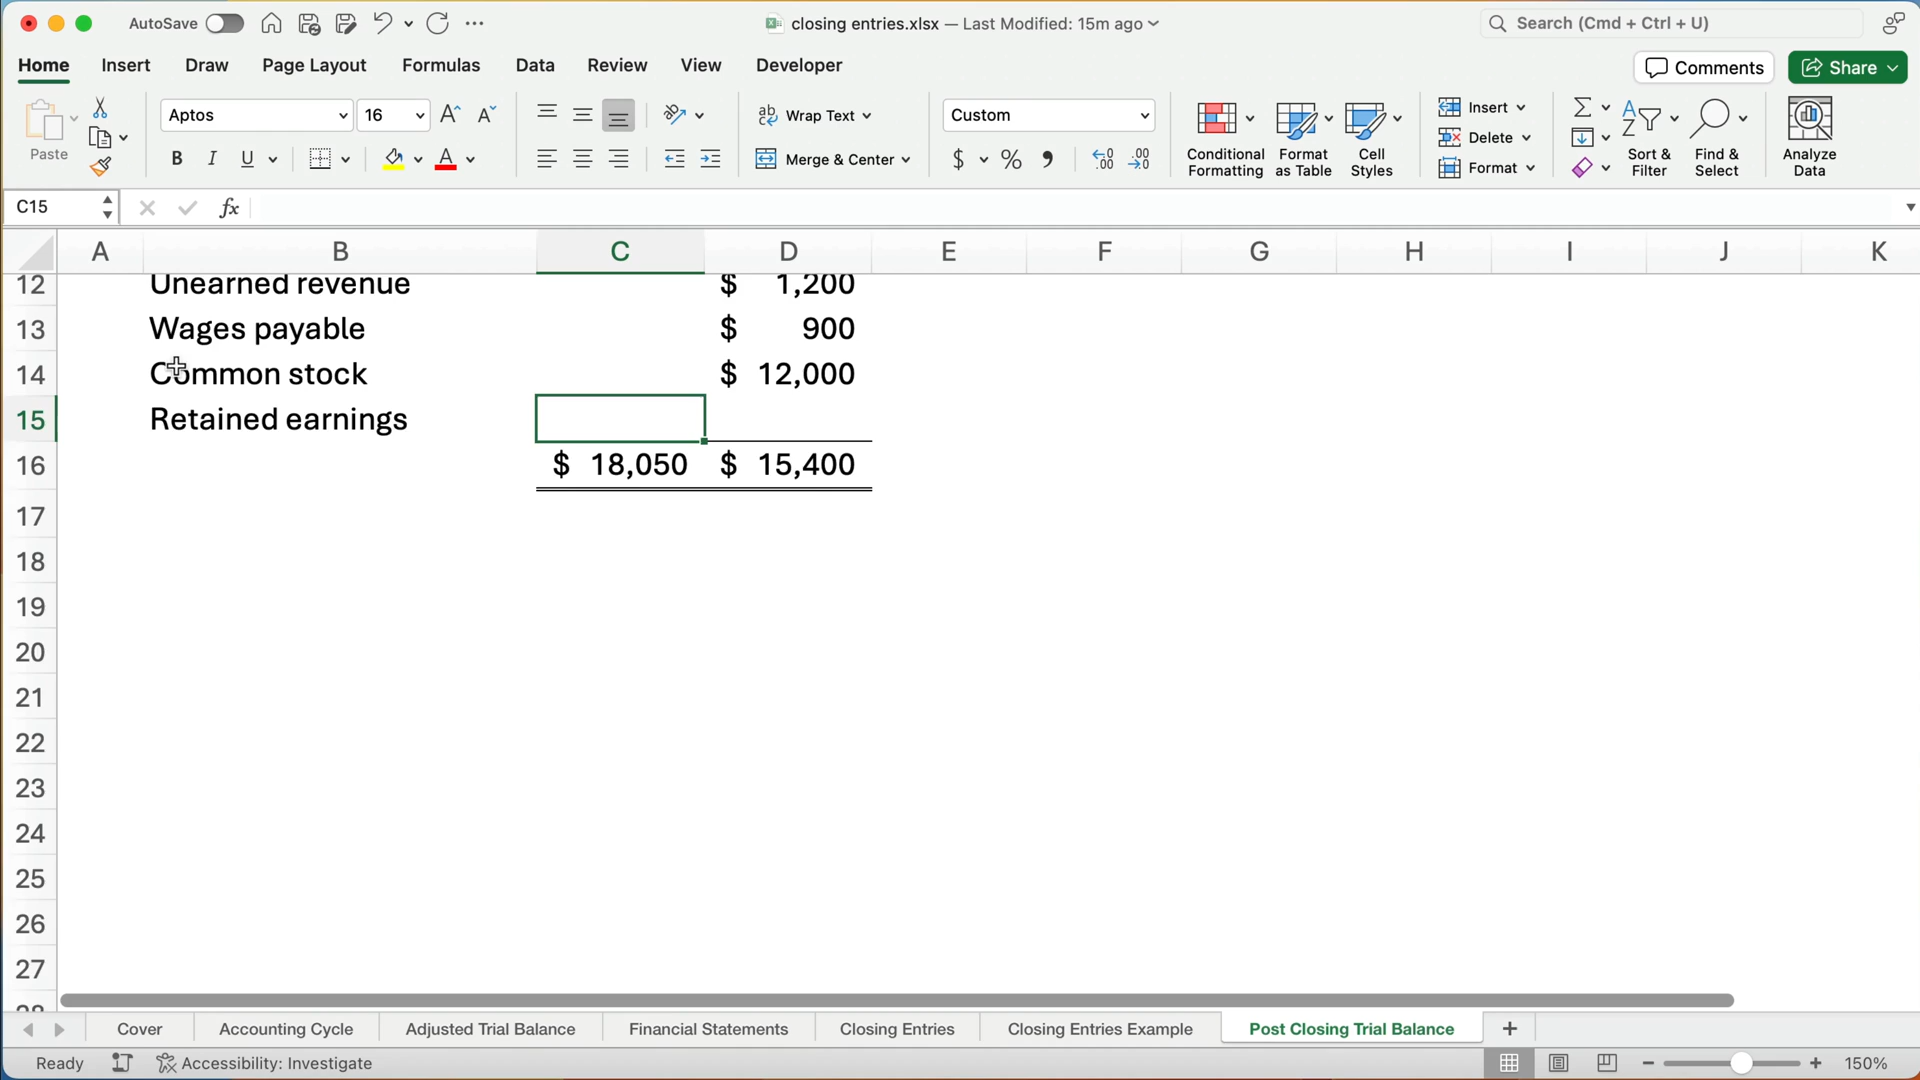 AutoSave
closing entries.xlsx — Last Modified: 15m ago
Search (Cmd + Ctrl + U)
Home Insert Draw Page Layout Formulas Data Review View Developer
Comments
Share
Paste
Aptos
16
Wrap Text
Merge & Center
Custom
Conditional Formatting
Format as Table
Cell Styles
Insert
Delete
Format
Sort & Filter
Find & Select
Analyze Data
C15
fx
A B C D E F G H I J K
12 Unearned revenue $ 1,200
13 Wages payable $ 900
14 Common stock $ 12,000
15 Retained earnings
16 $ 18,050 $ 15,400
17
18
19
20
21
22
23
24
25
26
27
Cover Accounting Cycle Adjusted Trial Balance Financial Statements Closing Entries Closing Entries Example Post Closing Trial Balance
Ready Accessibility: Investigate 150%